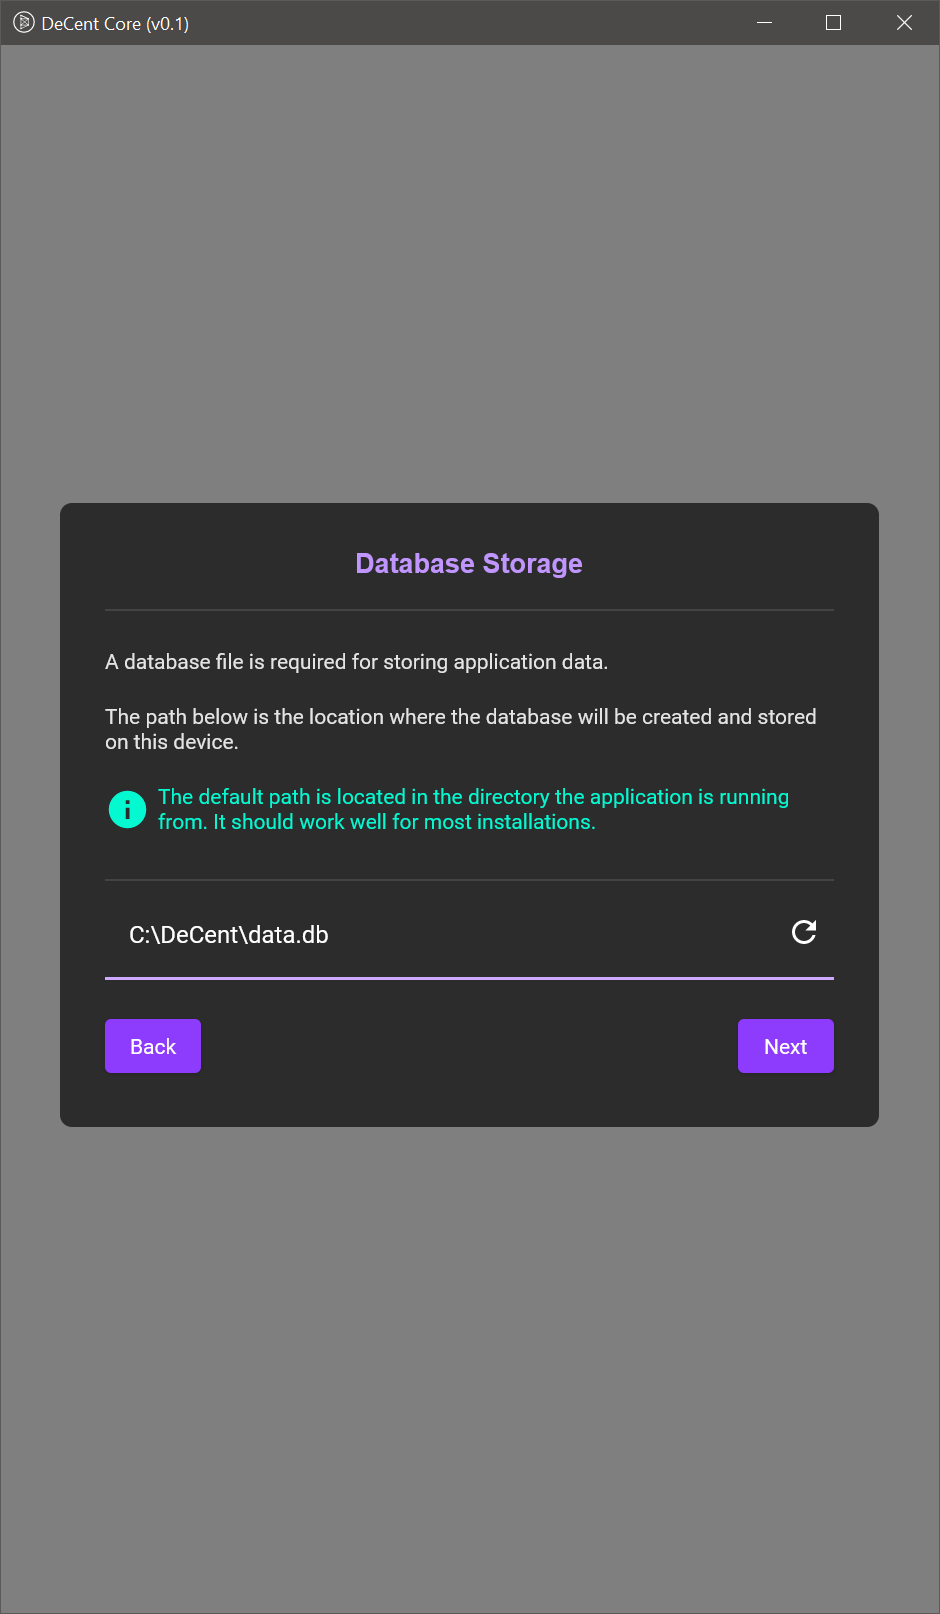 DeCent Core (v0.1)
Database Storage
A database file is required for storing application data.
The path below is the location where the database will be created and stored
on this device.
The default path is located in the directory the application is running
from. It should work well for most installations.
C:\DeCent\data.db
Back
Next